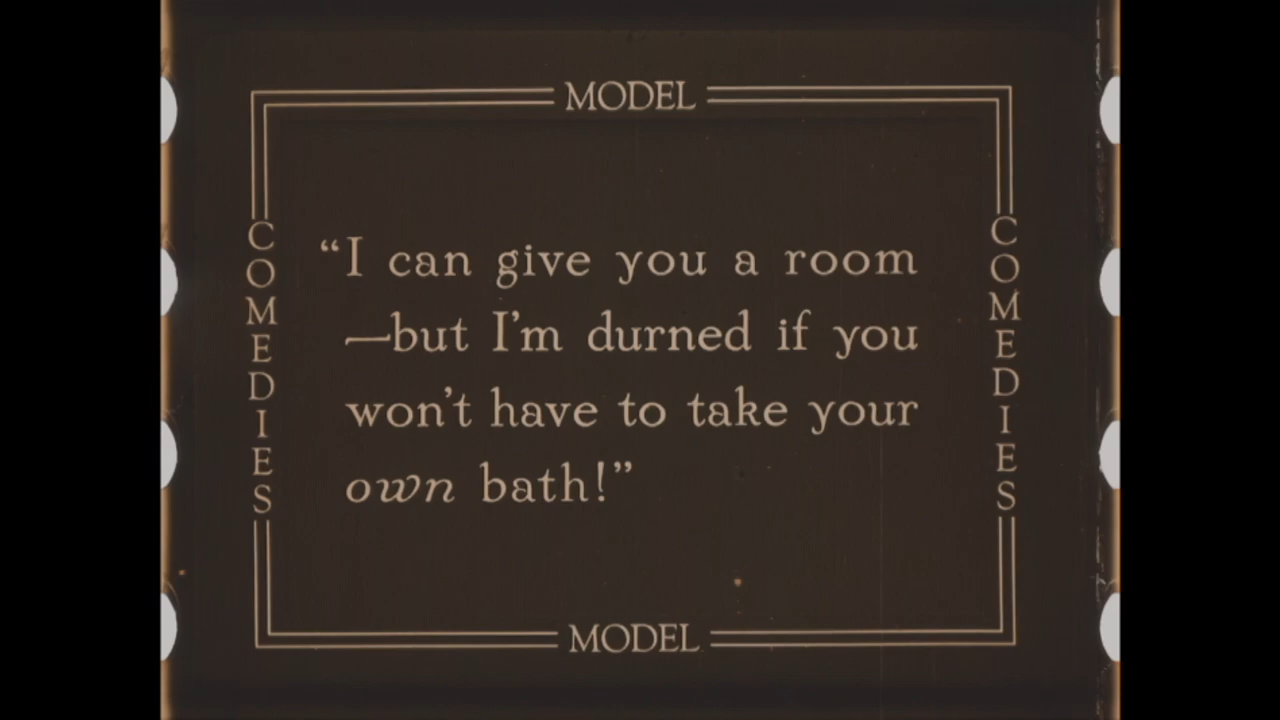 MODEL
COMEDIES
COMEDIES
“I can give you a room
—but I’m durned if you
won’t have to take your
own bath!”
MODEL